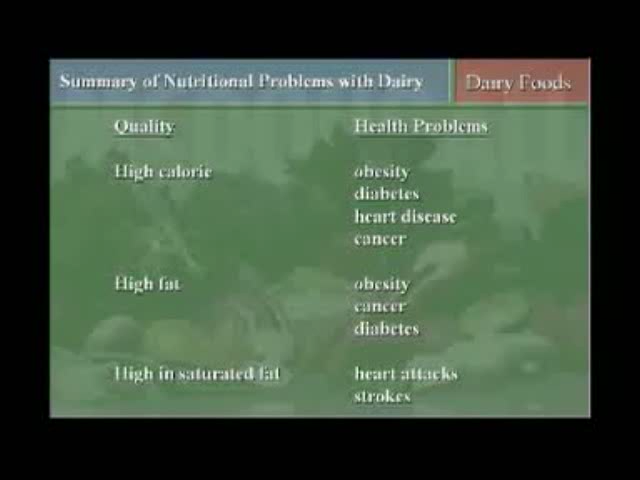 Summary of Nutritional Problems with Dairy
Dairy Foods
Quality Health Problems
High calorie obesity
diabetes
heart disease
cancer
High fat obesity
cancer
diabetes
High in saturated fat heart attacks
strokes